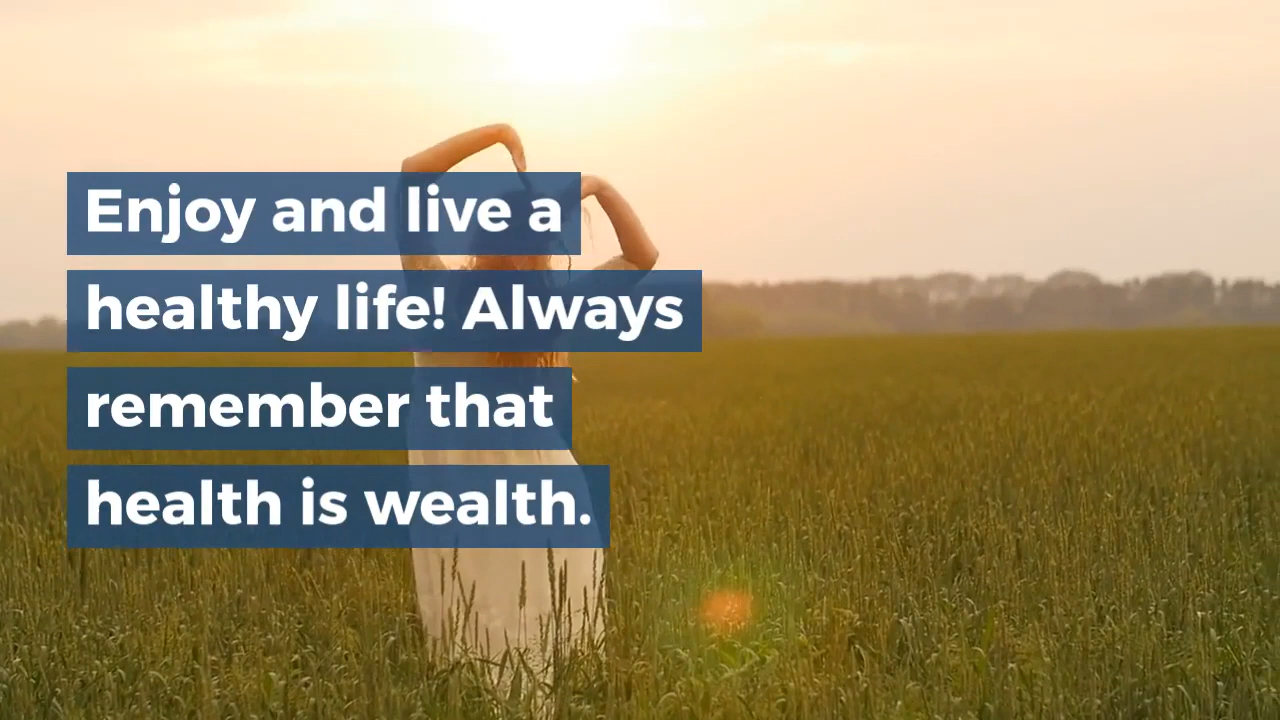 Enjoy and live a
healthy life! Always
remember that
health is wealth.